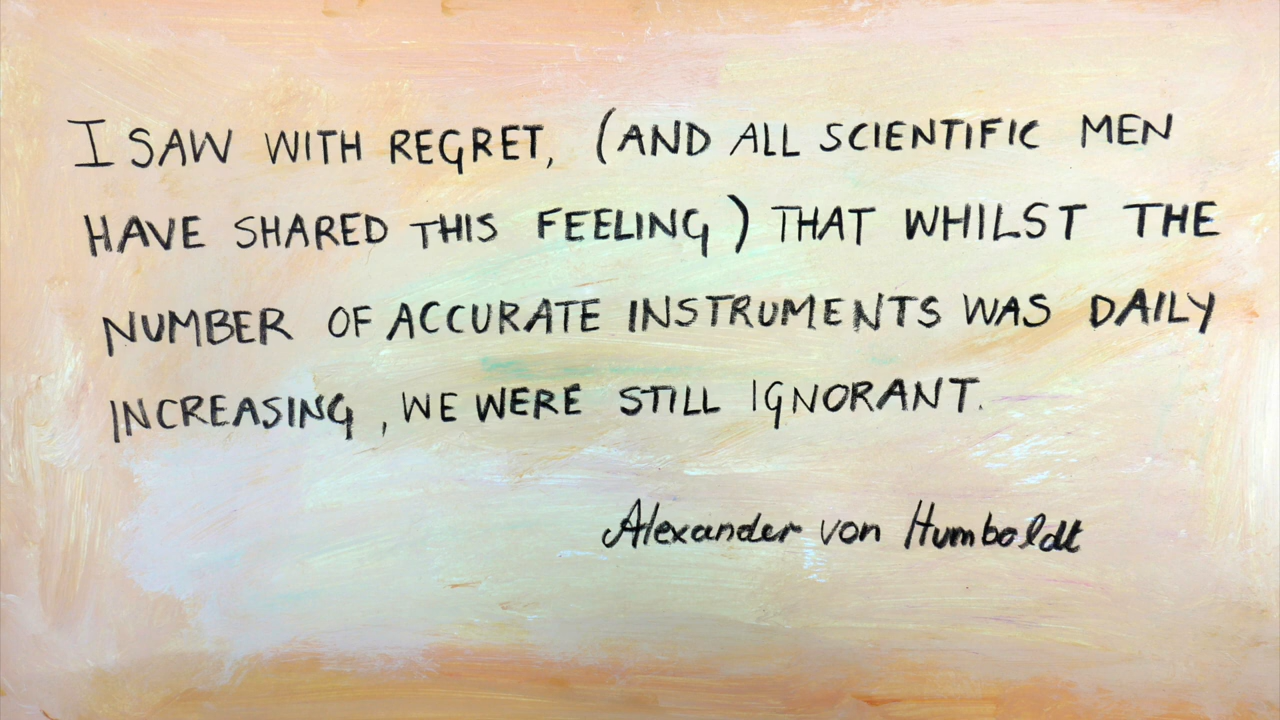 I SAW WITH REGRET, (AND ALL SCIENTIFIC MEN
HAVE SHARED THIS FEELING) THAT WHILST THE
NUMBER OF ACCURATE INSTRUMENTS WAS DAILY
INCREASING, WE WERE STILL IGNORANT.
Alexander von Humboldt